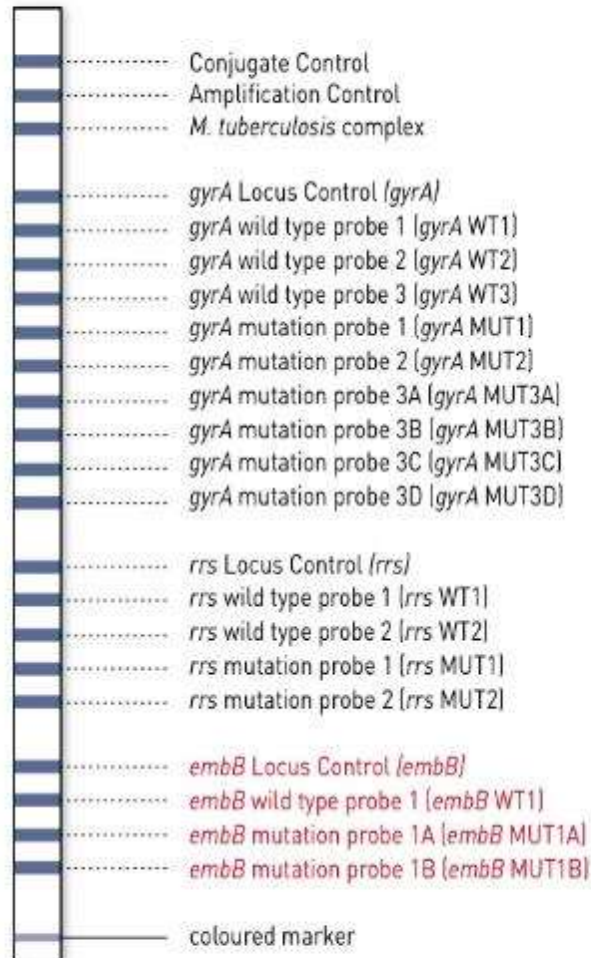 Conjugate Control
Amplification Control
M. tuberculosis complex
gyrA Locus Control (gyrA)
gyrA wild type probe 1 (gyrA WT1)
gyrA wild type probe 2 (gyrA WT2)
gyrA wild type probe 3 (gyrA WT3)
gyrA mutation probe 1 (gyrA MUT1)
gyrA mutation probe 2 (gyrA MUT2)
gyrA mutation probe 3A (gyrA MUT3A)
gyrA mutation probe 3B (gyrA MUT3B)
gyrA mutation probe 3C (gyrA MUT3C)
gyrA mutation probe 3D (gyrA MUT3D)
rrs Locus Control (rrs)
rrs wild type probe 1 (rrs WT1)
rrs wild type probe 2 (rrs WT2)
rrs mutation probe 1 (rrs MUT1)
rrs mutation probe 2 (rrs MUT2)
embB Locus Control (embB)
embB wild type probe 1 (embB WT1)
embB mutation probe 1A (embB MUT1A)
embB mutation probe 1B (embB MUT1B)
coloured marker